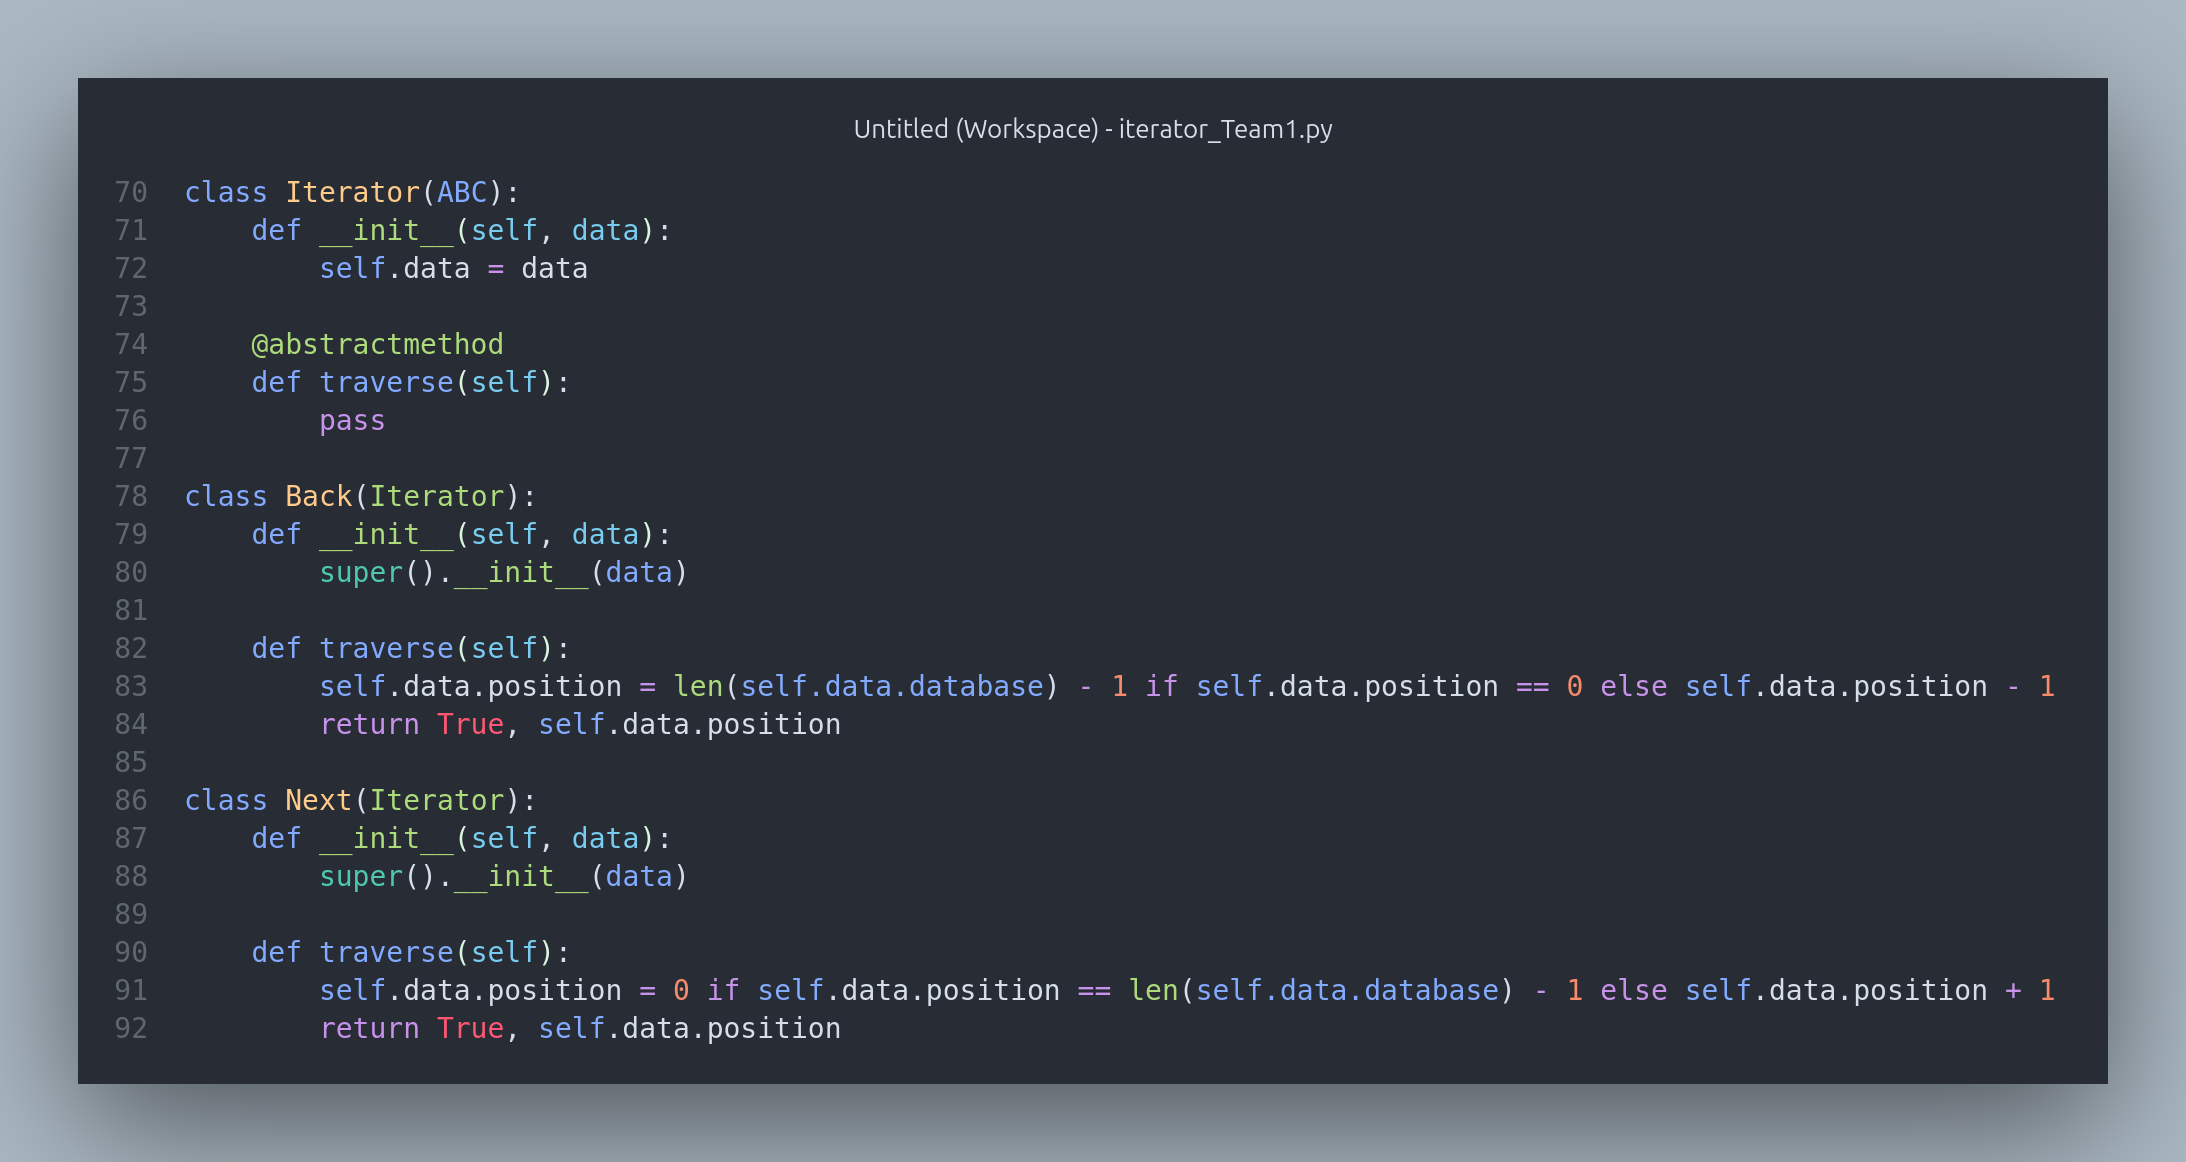 Untitled (Workspace) - iterator_Team1.py
70 class Iterator(ABC):
71     def __init__(self, data):
72         self.data = data
73
74     @abstractmethod
75     def traverse(self):
76         pass
77
78 class Back(Iterator):
79     def __init__(self, data):
80         super().__init__(data)
81
82     def traverse(self):
83         self.data.position = len(self.data.database) - 1 if self.data.position == 0 else self.data.position - 1
84         return True, self.data.position
85
86 class Next(Iterator):
87     def __init__(self, data):
88         super().__init__(data)
89
90     def traverse(self):
91         self.data.position = 0 if self.data.position == len(self.data.database) - 1 else self.data.position + 1
92         return True, self.data.position